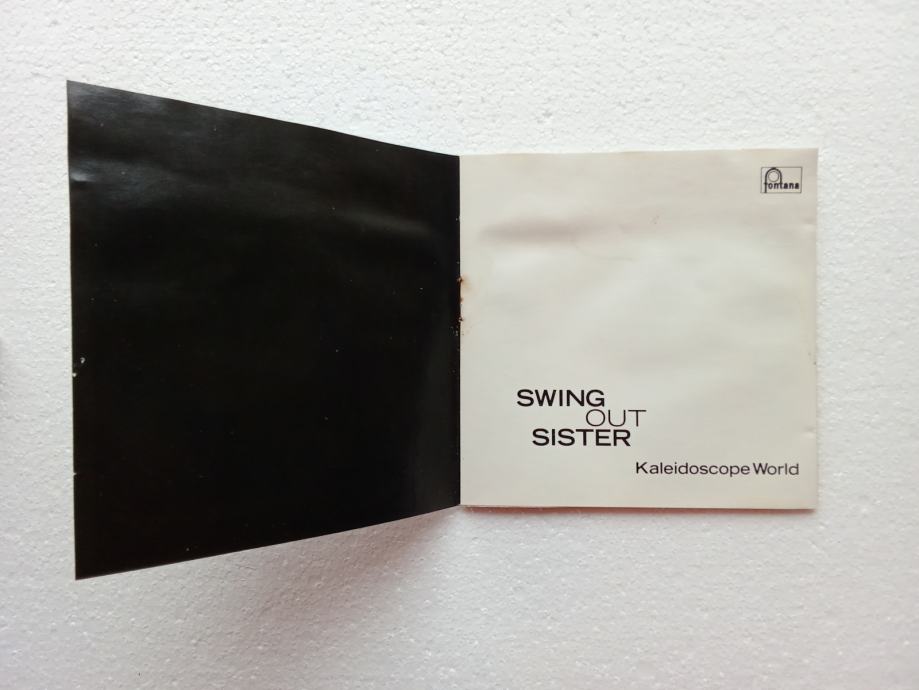 fontana
SWING
OUT
SISTER
Kaleidoscope World